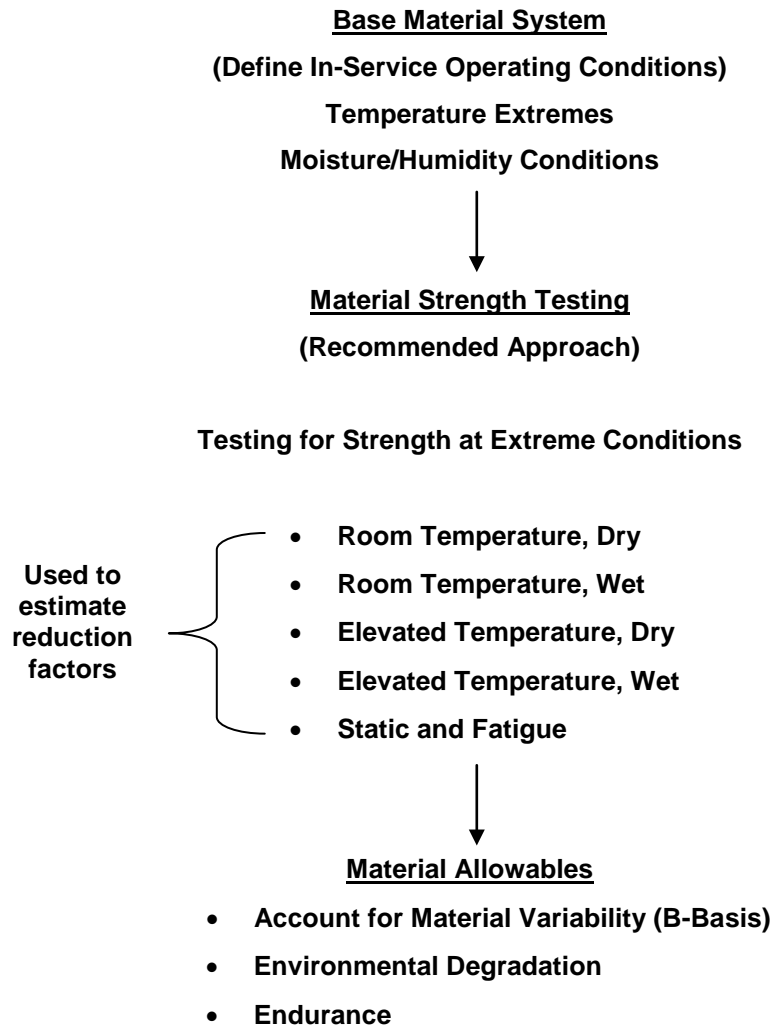 Base Material System
(Define In-Service Operating Conditions)
Temperature Extremes
Moisture/Humidity Conditions
Material Strength Testing
(Recommended Approach)
Testing for Strength at Extreme Conditions
Used to
estimate
reduction
factors
• Room Temperature, Dry
• Room Temperature, Wet
• Elevated Temperature, Dry
• Elevated Temperature, Wet
• Static and Fatigue
Material Allowables
• Account for Material Variability (B-Basis)
• Environmental Degradation
• Endurance